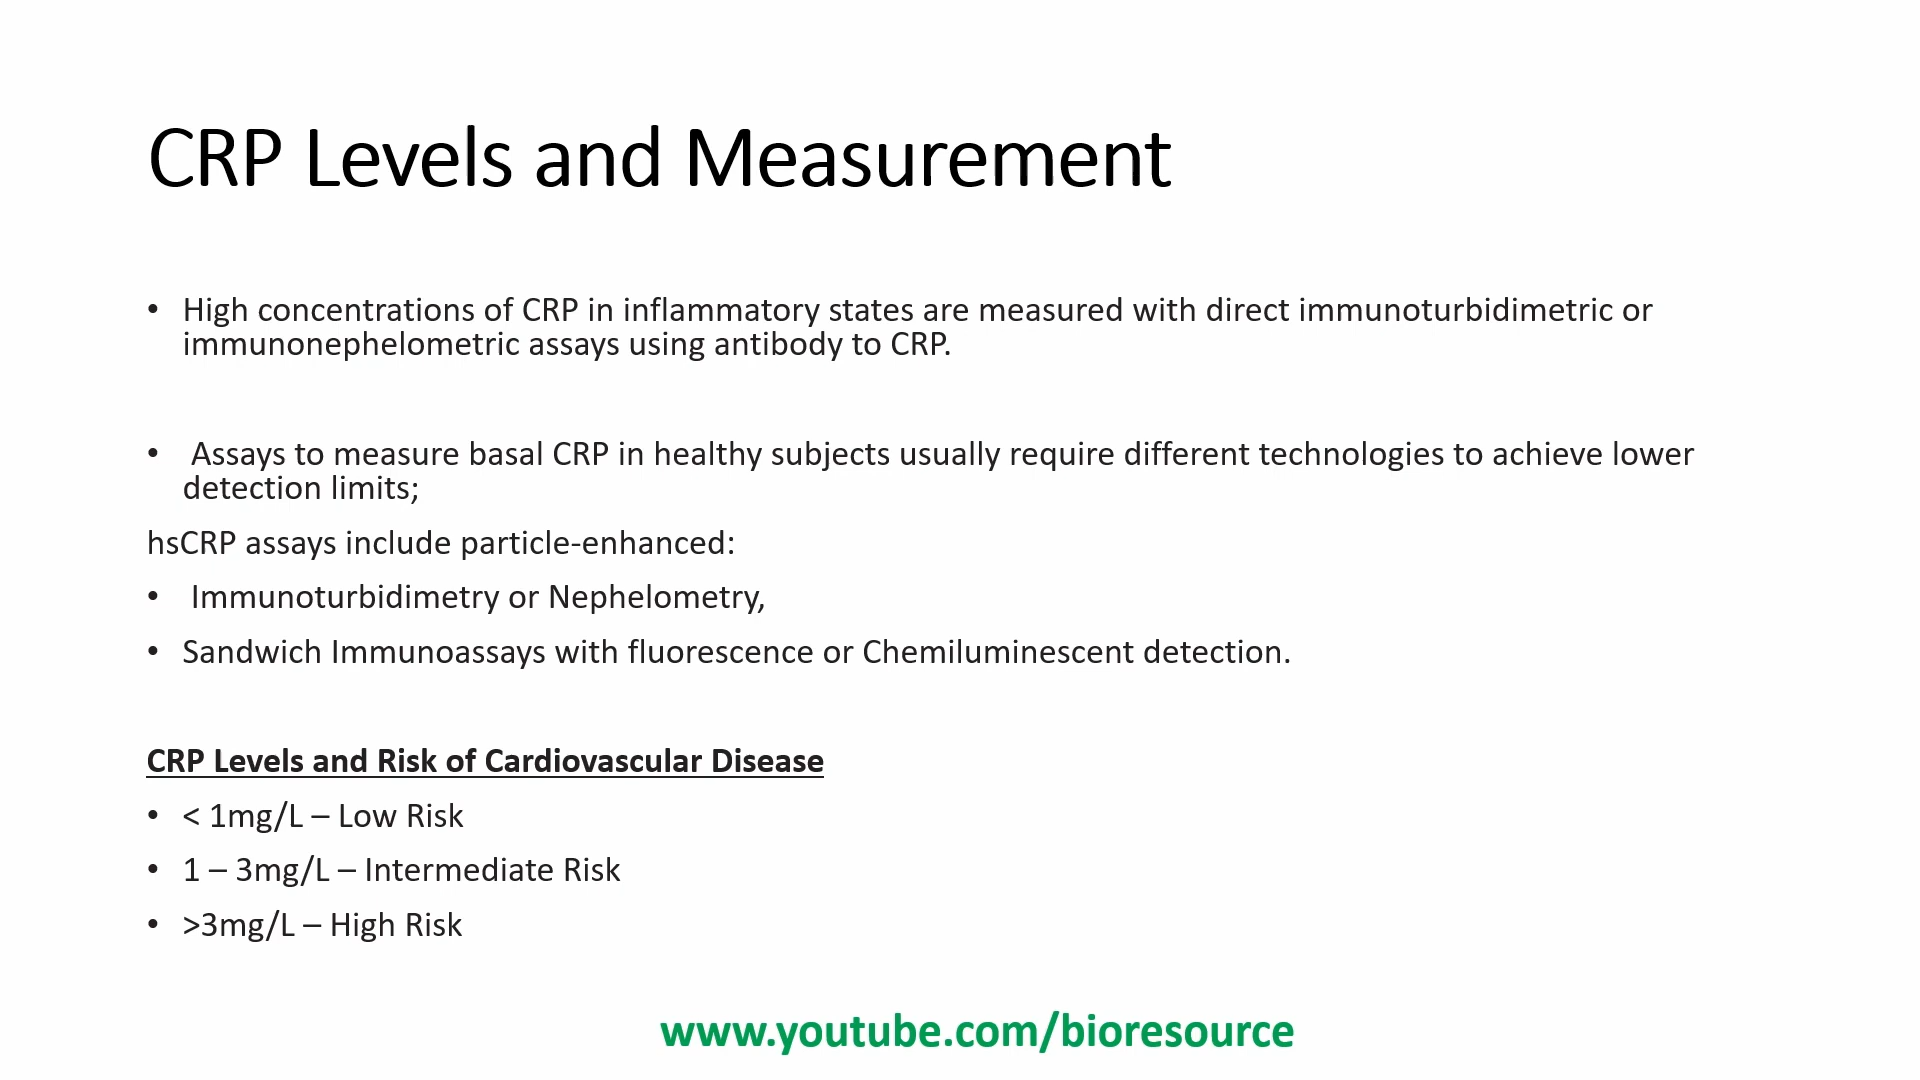 CRP Levels and Measurement
• High concentrations of CRP in inflammatory states are measured with direct immunoturbidimetric or
immunonephelometric assays using antibody to CRP.
• Assays to measure basal CRP in healthy subjects usually require different technologies to achieve lower
detection limits;
hsCRP assays include particle-enhanced:
• Immunoturbidimetry or Nephelometry,
• Sandwich Immunoassays with fluorescence or Chemiluminescent detection.
CRP Levels and Risk of Cardiovascular Disease
• < 1mg/L – Low Risk
• 1 – 3mg/L – Intermediate Risk
• >3mg/L – High Risk
www.youtube.com/bioresource